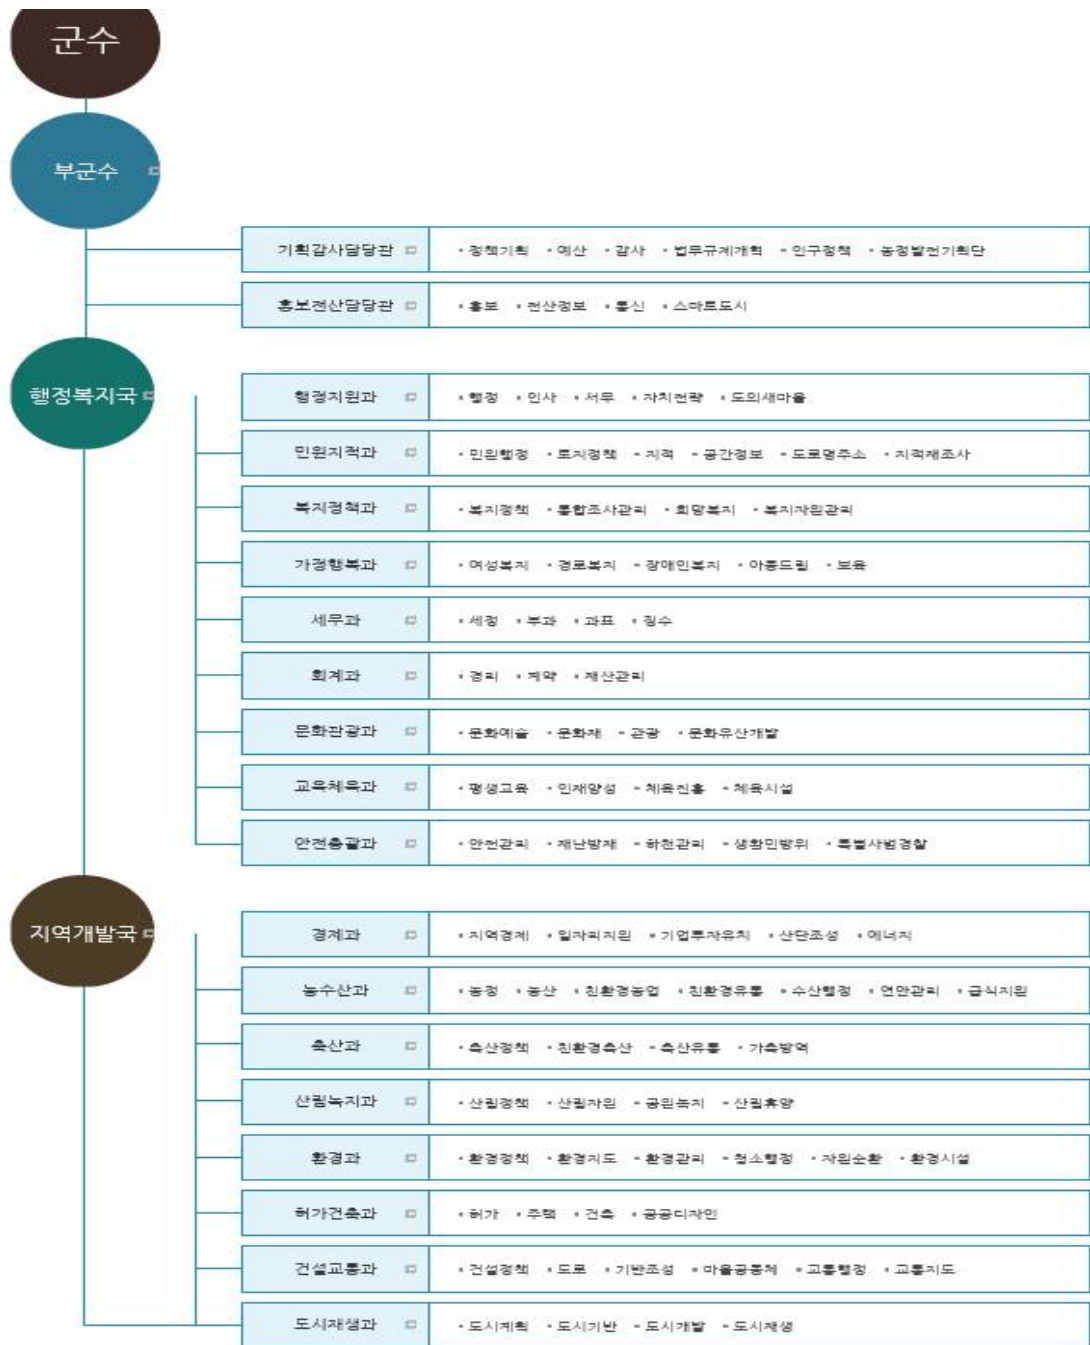 군수
부군수
기획감사담당관 ▪정책기획 ▪예산 ▪감사 ▪법무규제개혁 ▪인구정책 ▪농정발전기획단
홍보전산담당관 ▪홍보 ▪전산정보 ▪통신 ▪스마트도시
행정복지국
행정지원과 ▪행정 ▪인사 ▪서무 ▪자치전략 ▪도의새마을
민원지적과 ▪민원행정 ▪토지정책 ▪지적 ▪공간정보 ▪도로명주소 ▪지적재조사
복지정책과 ▪복지정책 ▪통합조사관리 ▪희망복지 ▪복지자원관리
가정행복과 ▪여성복지 ▪경로복지 ▪장애인복지 ▪아동드림 ▪보육
세무과 ▪세정 ▪부과 ▪과표 ▪징수
회계과 ▪경리 ▪계약 ▪재산관리
문화관광과 ▪문화예술 ▪문화재 ▪관광 ▪문화유산개발
교육체육과 ▪평생교육 ▪인재양성 ▪체육진흥 ▪체육시설
안전총괄과 ▪안전관리 ▪재난방재 ▪하천관리 ▪생활민방위 ▪특별사법경찰
지역개발국
경제과 ▪지역경제 ▪일자리지원 ▪기업투자유치 ▪산단조성 ▪에너지
농수산과 ▪농정 ▪농산 ▪친환경농업 ▪친환경유통 ▪수산행정 ▪연안관리 ▪급식지원
축산과 ▪축산정책 ▪친환경축산 ▪축산유통 ▪가축방역
산림녹지과 ▪산림정책 ▪산림자원 ▪공원녹지 ▪산림휴양
환경과 ▪환경정책 ▪환경지도 ▪환경관리 ▪청소행정 ▪자원순환 ▪환경시설
허가건축과 ▪허가 ▪주택 ▪건축 ▪공공디자인
건설교통과 ▪건설정책 ▪도로 ▪기반조성 ▪마을공동체 ▪교통행정 ▪교통지도
도시재생과 ▪도시계획 ▪도시기반 ▪도시개발 ▪도시재생